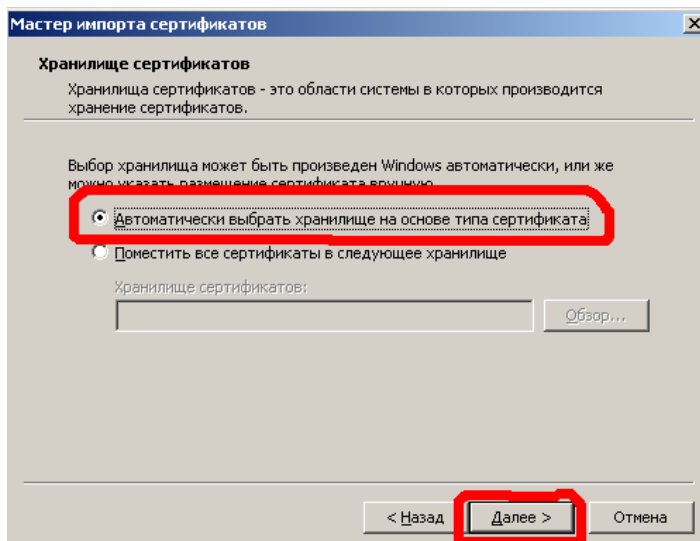 Мастер импорта сертификатов
Хранилище сертификатов
Хранилища сертификатов - это области системы в которых производится
хранение сертификатов.
Выбор хранилища может быть произведен Windows автоматически, или же
можно указать размещение сертификата вручную
Автоматически выбрать хранилище на основе типа сертификата
Поместить все сертификаты в следующее хранилище
Хранилище сертификатов:
Обзор...
< Назад
Далее >
Отмена